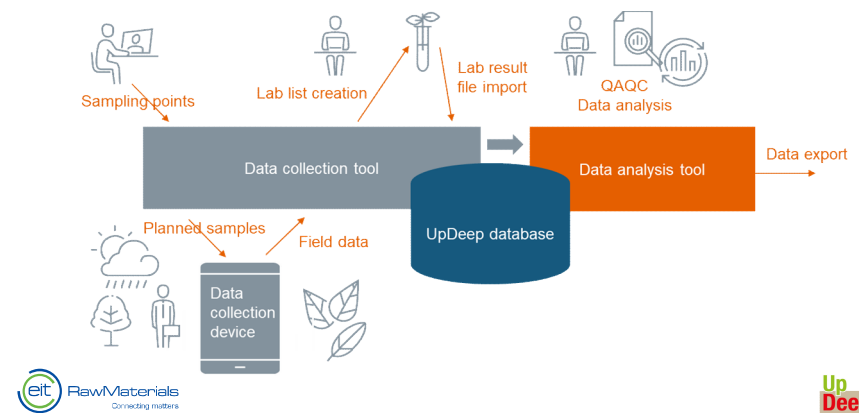 Sampling points
Lab list creation
Lab result
file import
QAQC
Data analysis
Data collection tool
Data analysis tool
Data export
UpDeep database
Planned samples
Field data
Data
collection
device
eit RawMaterials
Connecting matters
Up
Dee